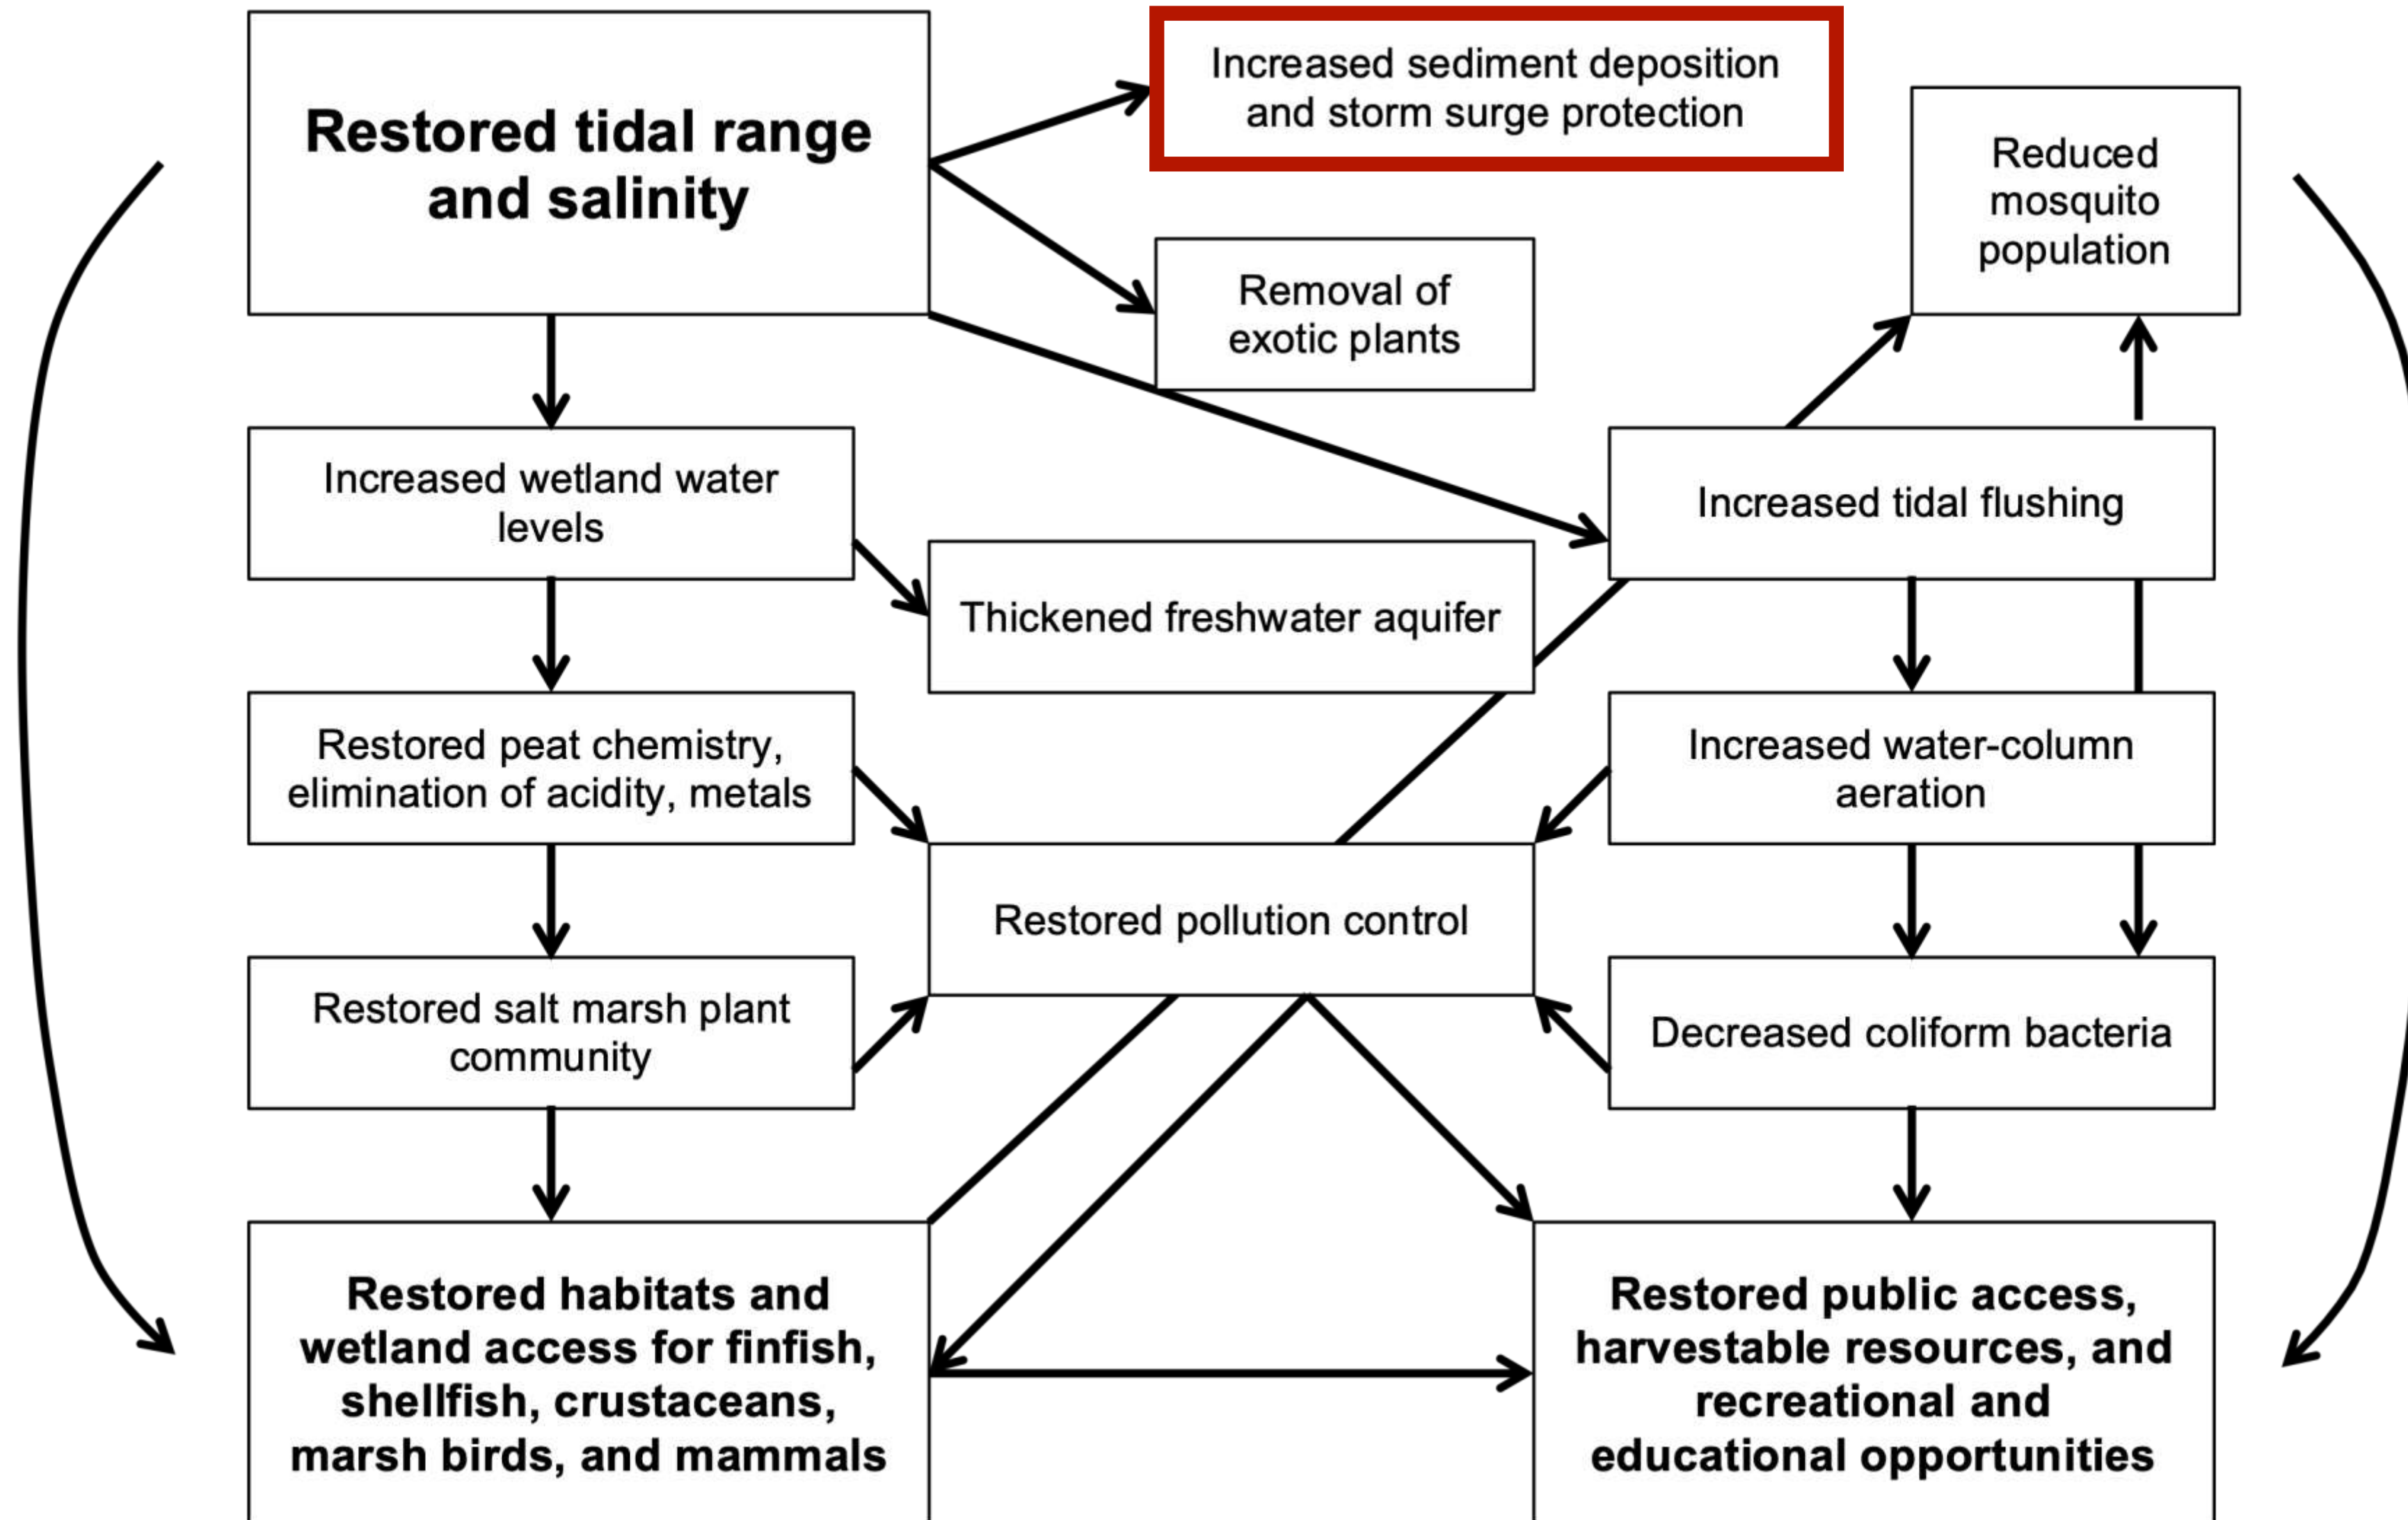 Restored tidal range
and salinity
Increased sediment deposition
and storm surge protection
Reduced
mosquito
population
Removal of
exotic plants
Increased wetland water
levels
Increased tidal flushing
Thickened freshwater aquifer
Restored peat chemistry,
elimination of acidity, metals
Increased water-column
aeration
Restored pollution control
Restored salt marsh plant
community
Decreased coliform bacteria
Restored habitats and
wetland access for finfish,
shellfish, crustaceans,
marsh birds, and mammals
Restored public access,
harvestable resources, and
recreational and
educational opportunities